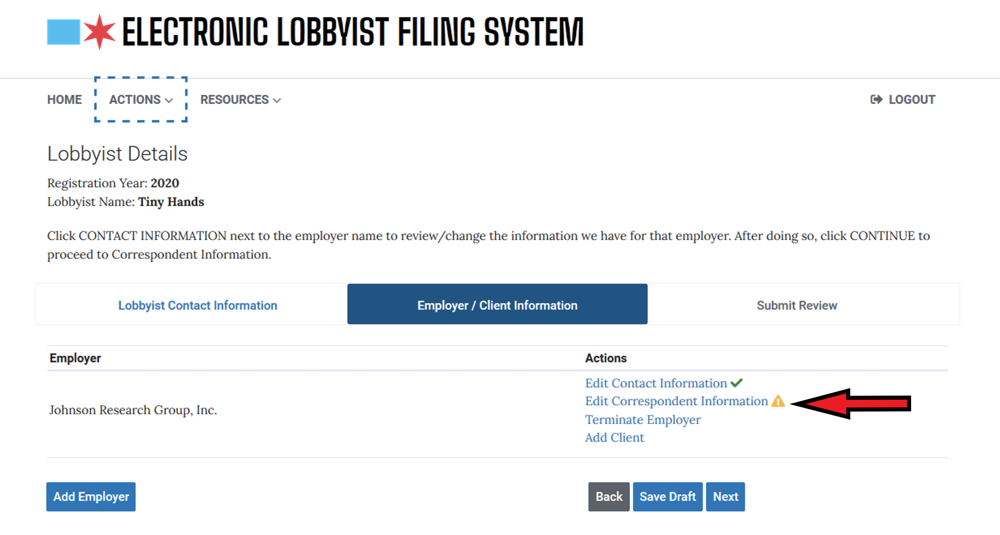 ELECTRONIC LOBBYIST FILING SYSTEM
HOME ACTIONS RESOURCES LOGOUT
Lobbyist Details
Registration Year: 2020
Lobbyist Name: Tiny Hands
Click CONTACT INFORMATION next to the employer name to review/change the information we have for that employer. After doing so, click CONTINUE to
proceed to Correspondent Information.
Lobbyist Contact Information Employer / Client Information Submit Review
Employer Actions
Edit Contact Information
Edit Correspondent Information
Johnson Research Group, Inc.
Terminate Employer
Add Client
Add Employer Back Save Draft Next